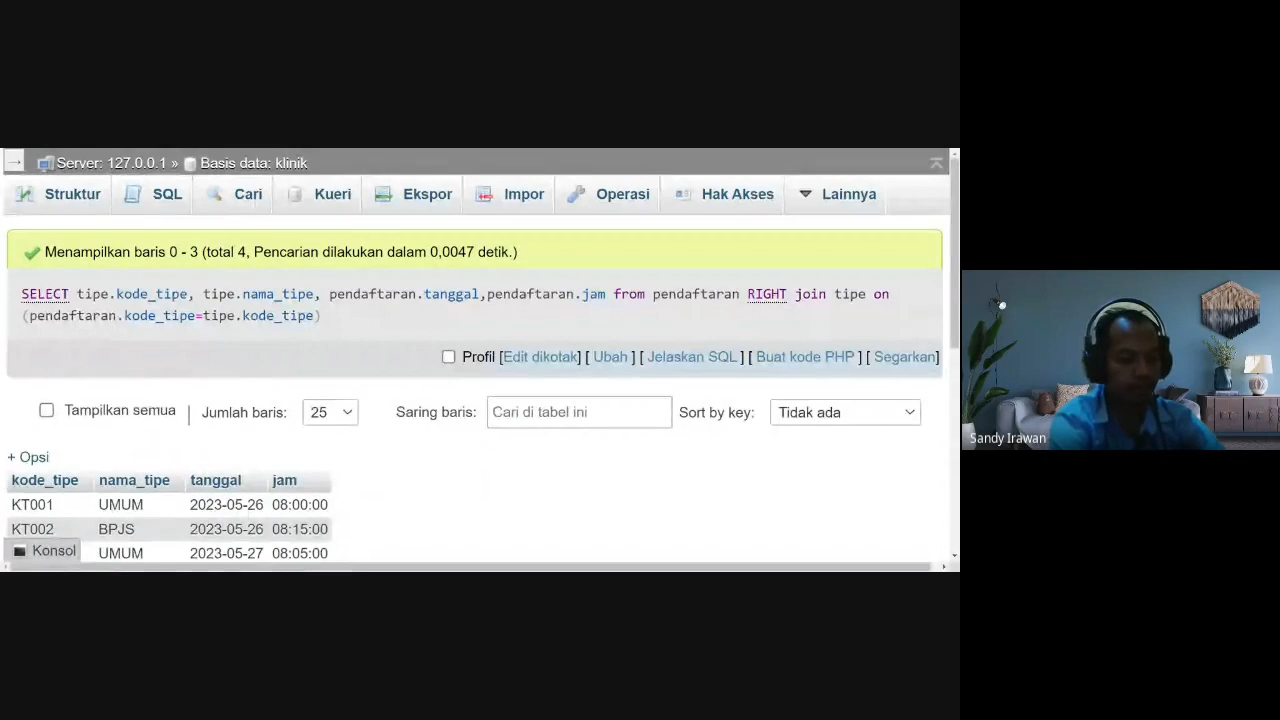 Server: 127.0.0.1 » Basis data: klinik
Struktur SQL Cari Kueri Ekspor Impor Operasi Hak Akses Lainnya
Menampilkan baris 0 - 3 (total 4, Pencarian dilakukan dalam 0,0047 detik.)
SELECT tipe.kode_tipe, tipe.nama_tipe, pendaftaran.tanggal,pendaftaran.jam from pendaftaran RIGHT join tipe on
(pendaftaran.kode_tipe=tipe.kode_tipe)
Profil [Edit dikotak] [ Ubah ] [ Jelaskan SQL ] [ Buat kode PHP ] [ Segarkan]
Tampilkan semua | Jumlah baris: 25 Saring baris: Cari di tabel ini Sort by key: Tidak ada
+ Opsi
kode_tipe nama_tipe tanggal jam
KT001 UMUM 2023-05-26 08:00:00
KT002 BPJS 2023-05-26 08:15:00
Konsol UMUM 2023-05-27 08:05:00
Sandy Irawan